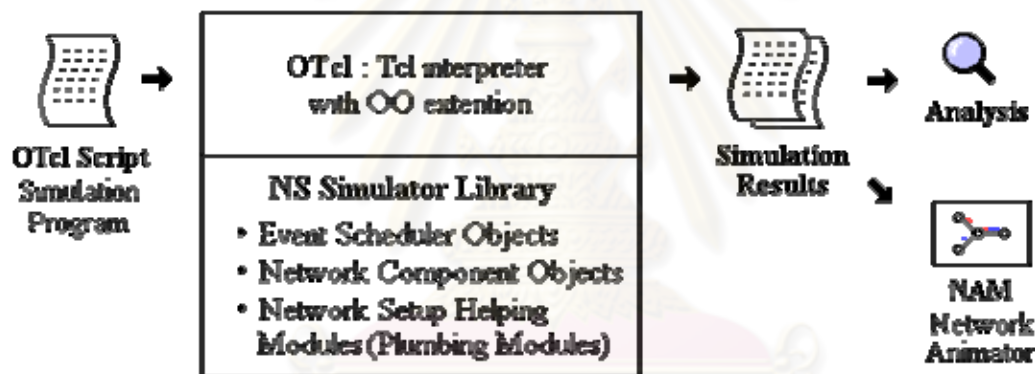 OTcl Script
Simulation
Program
OTcl : Tcl interpreter
with OO extention
NS Simulator Library
• Event Scheduler Objects
• Network Component Objects
• Network Setup Helping
Modules(Plumbing Modules)
Simulation
Results
Analysis
NAM
Network
Animator